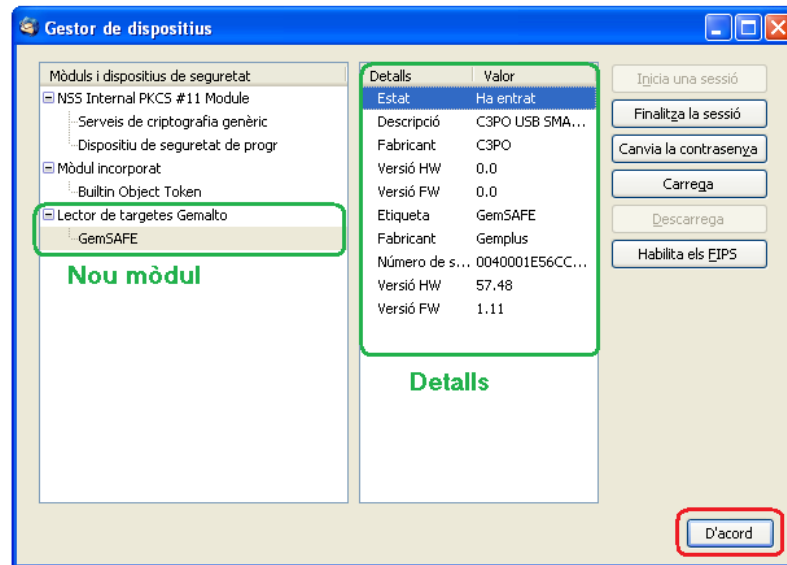 Gestor de dispositius
Mòduls i dispositius de seguretat
NSS Internal PKCS #11 Module
Serveis de criptografia genèric
Dispositiu de seguretat de progr
Mòdul incorporat
Builtin Object Token
Lector de targetes Gemalto
GemSAFE
Nou mòdul
Detalls Valor
Estat Ha entrat
Descripció C3PO USB SMA...
Fabricant C3PO
Versió HW 0.0
Versió FW 0.0
Etiqueta GemSAFE
Fabricant Gemplus
Número de s... 0040001E56CC...
Versió HW 57.48
Versió FW 1.11
Detalls
Inicia una sessió
Finalitza la sessió
Canvia la contrasenya
Carrega
Descarrega
Habilita els FIPS
D'acord